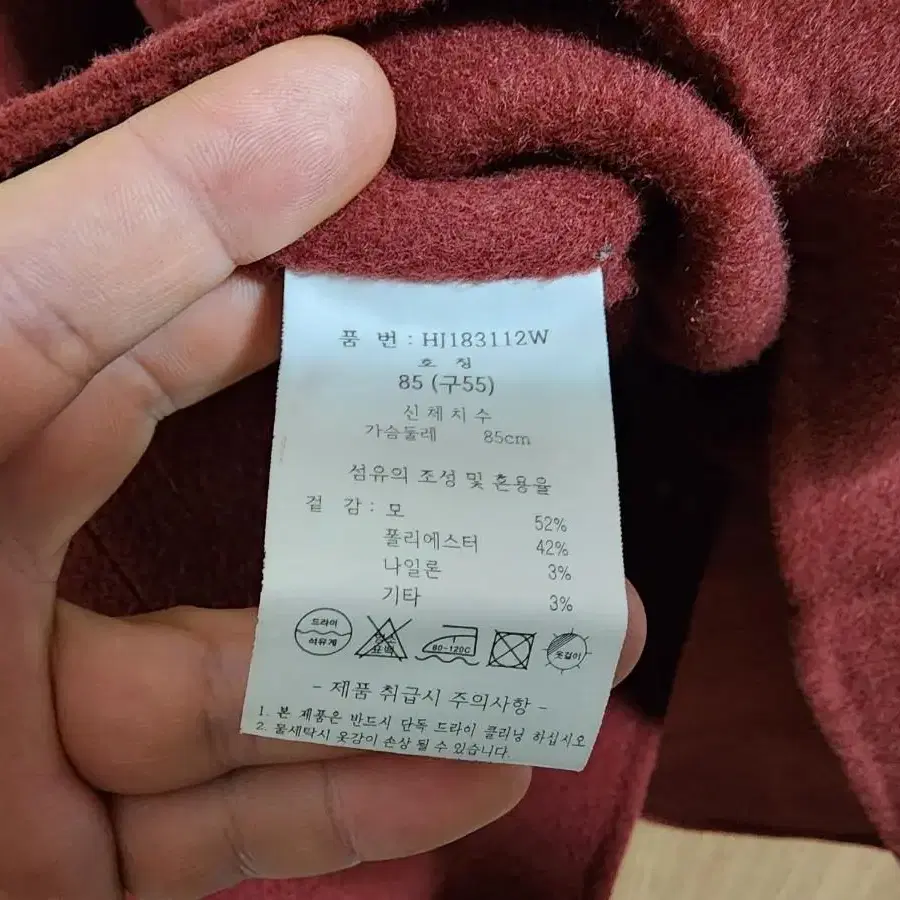 품 번 : HJ183112W
호 칭
85 (구55)
신체치수
가슴둘레 85cm
섬유의 조성 및 혼용율
겉 감 : 모 52%
폴리에스터 42%
나일론 3%
기타 3%
드라이
석유계
염소
표백
80-120C
옷걸이
- 제품 취급시 주의사항 -
1. 본 제품은 반드시 단독 드라이 클리닝 하십시오
2. 물세탁시 옷감이 손상 될 수 있습니다.